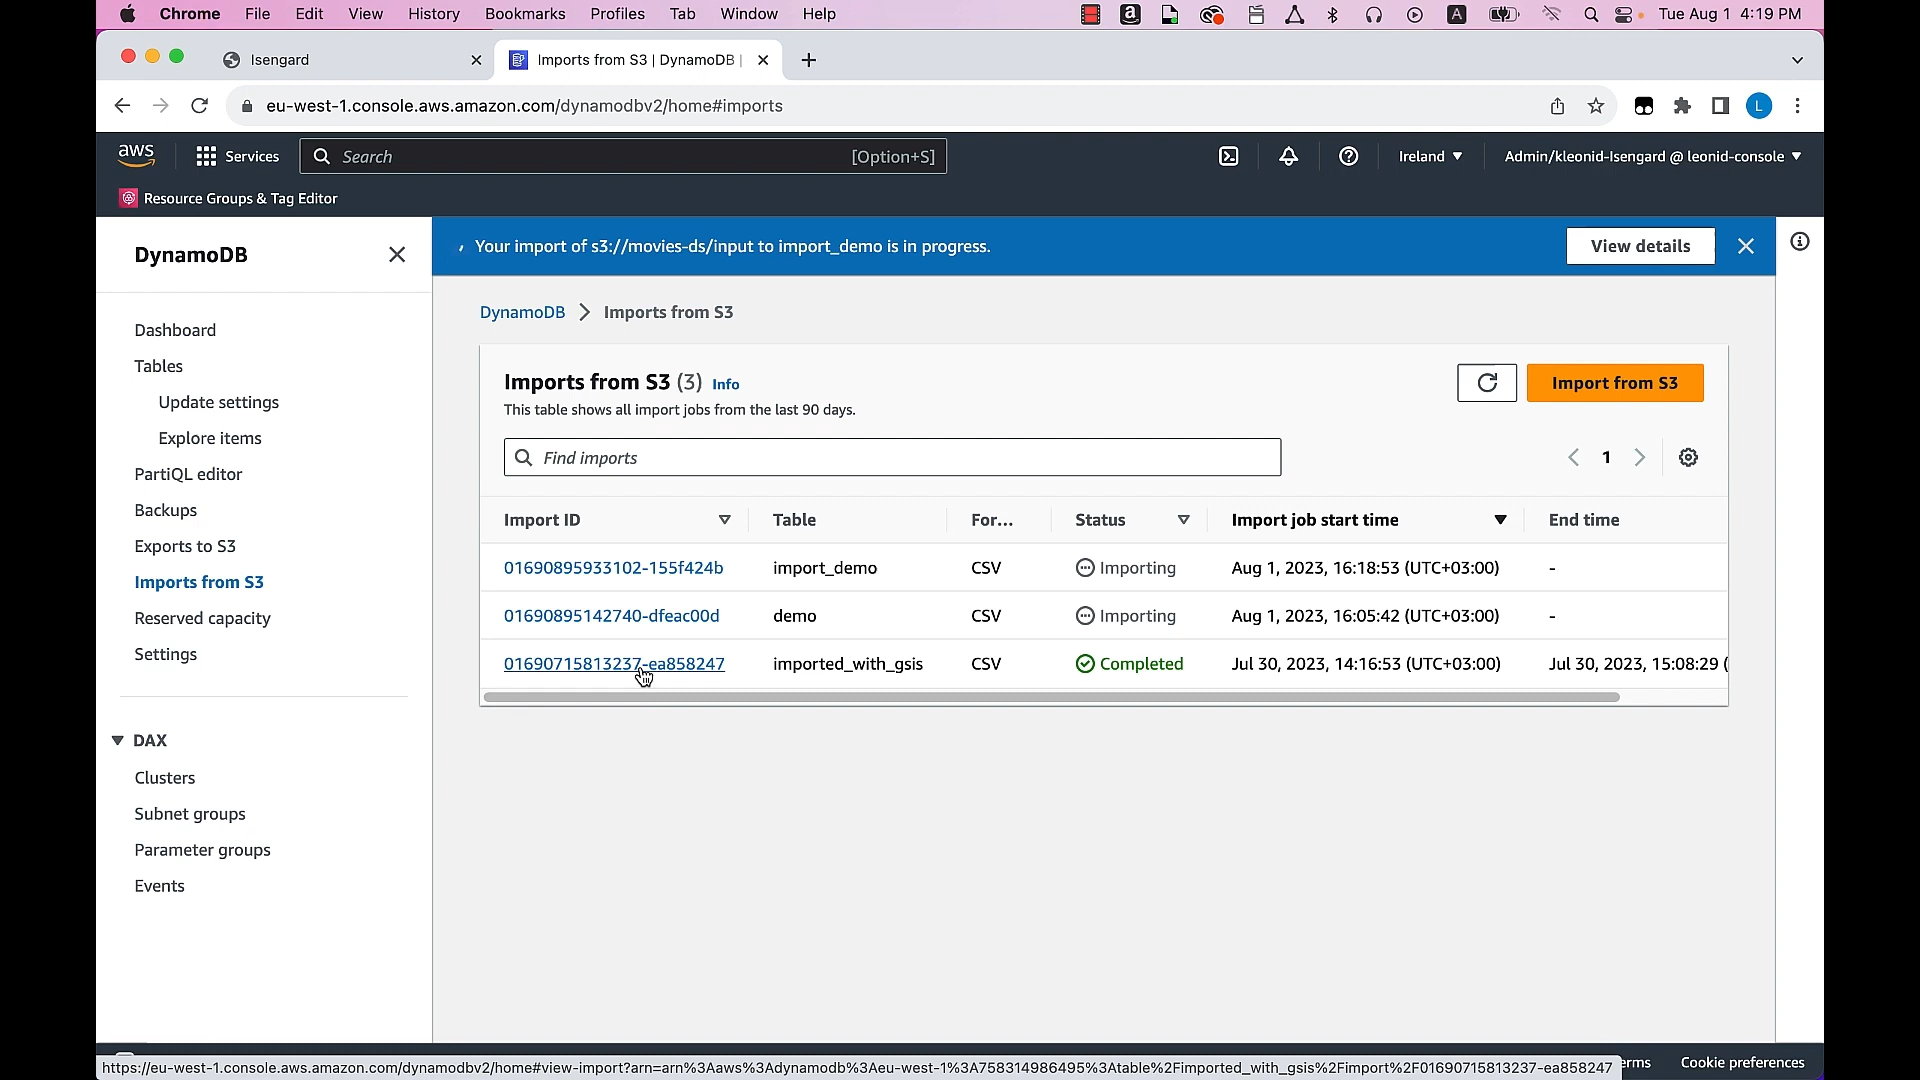 Chrome File Edit View History Bookmarks Profiles Tab Window Help
a A Tue Aug 1 4:19 PM
Isengard
Imports from S3 | DynamoDB |
eu-west-1.console.aws.amazon.com/dynamodbv2/home#imports
L
aws
Services
Search
[Option+S]
Ireland
Admin/kleonid-Isengard @ leonid-console
Resource Groups & Tag Editor
DynamoDB
Your import of s3://movies-ds/input to import_demo is in progress.
View details
Dashboard
Tables
Update settings
Explore items
PartiQL editor
Backups
Exports to S3
Imports from S3
Reserved capacity
Settings
DAX
Clusters
Subnet groups
Parameter groups
Events
DynamoDB
Imports from S3
Imports from S3 (3) Info
This table shows all import jobs from the last 90 days.
Import from S3
Find imports
1
Import ID Table For... Status Import job start time End time
01690895933102-155f424b import_demo CSV Importing Aug 1, 2023, 16:18:53 (UTC+03:00) -
01690895142740-dfeac00d demo CSV Importing Aug 1, 2023, 16:05:42 (UTC+03:00) -
01690715813237-ea858247 imported_with_gsis CSV Completed Jul 30, 2023, 14:16:53 (UTC+03:00) Jul 30, 2023, 15:08:29 (
https://eu-west-1.console.aws.amazon.com/dynamodbv2/home#view-import?arn=arn%3Aaws%3Adynamodb%3Aeu-west-1%3A758314986495%3Atable%2Fimported_with_gsis%2Fimport%2F01690715813237-ea858247
erms
Cookie preferences